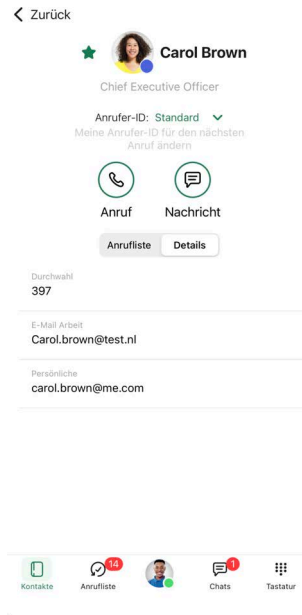 Zurück
Carol Brown
Chief Executive Officer
Anrufer-ID: Standard
Meine Anrufer-ID für den nächsten
Anruf ändern
Anruf Nachricht
Anrufliste Details
Durchwahl
397
E-Mail Arbeit
Carol.brown@test.nl
Persönliche
carol.brown@me.com
14 1
Kontakte Anrufliste Chats Tastatur